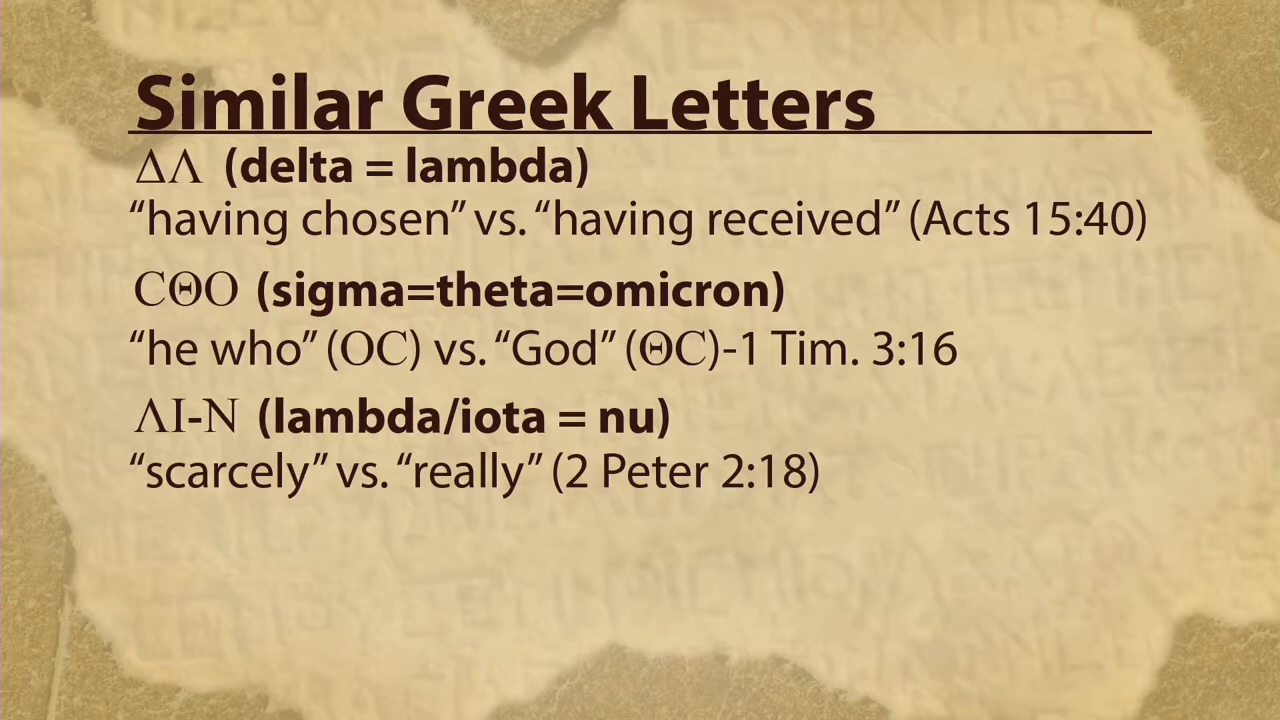 Similar Greek Letters
ΔΛ (delta = lambda)
“having chosen” vs. “having received” (Acts 15:40)
CΘO (sigma=theta=omicron)
“he who” (OC) vs. “God” (ΘC)-1 Tim. 3:16
ΛI-N (lambda/iota = nu)
“scarcely” vs. “really” (2 Peter 2:18)